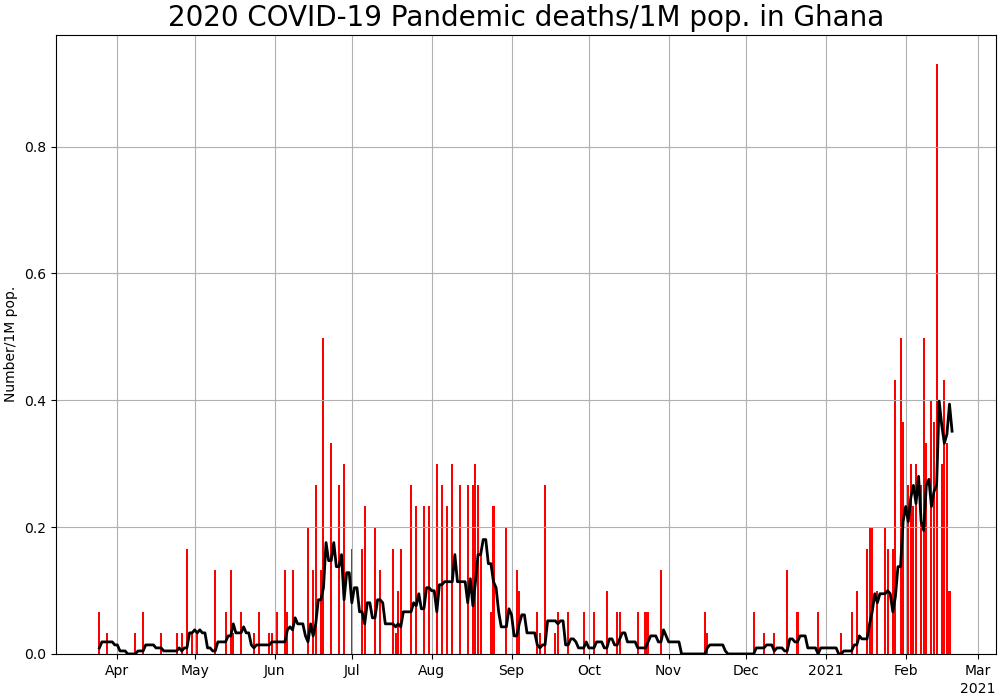 2020 COVID-19 Pandemic deaths/1M pop. in Ghana
Number/1M pop.
0.8
0.6
0.4
0.2
0.0
Apr May Jun Jul Aug Sep Oct Nov Dec 2021 Feb Mar
2021